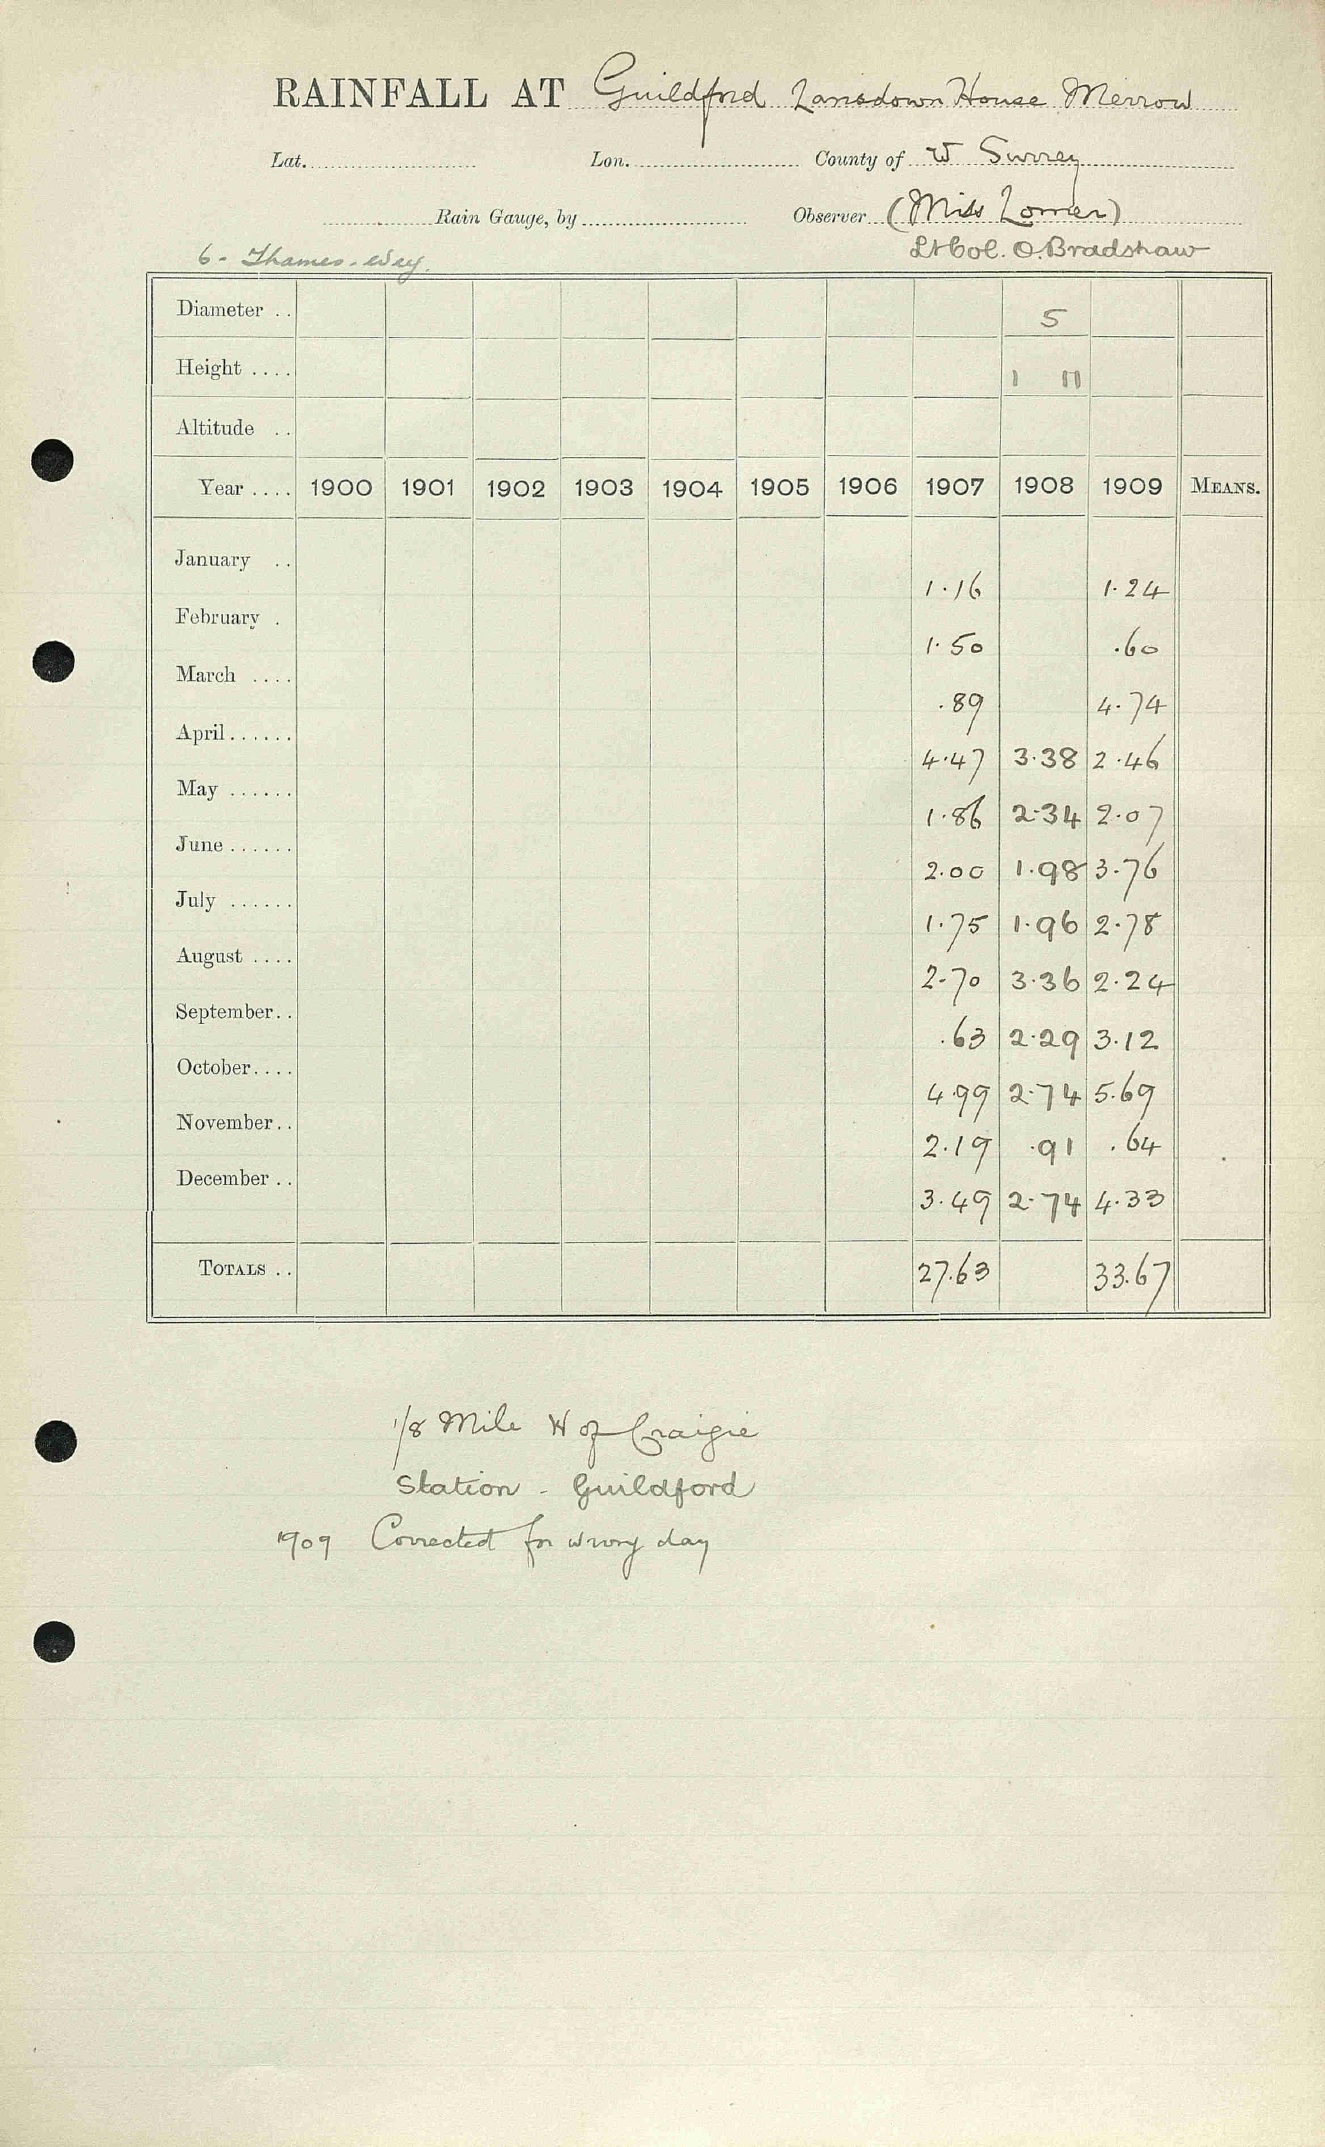 RAINFALL AT Guildford Lansdown House Merrow
Lat. Lon. County of W Surrey
Rain Gauge, by Observer (Miss Lomer)
6 - Thames - Wey. Lt Col. O. Bradshaw
Diameter .. 5
Height .... 1 11
Altitude ..
Year .... 1900 1901 1902 1903 1904 1905 1906 1907 1908 1909 MEANS.
January .. 1.16 1.24
February . 1.50 .60
March .... .89 4.74
April ...... 4.47 3.38 2.46
May ...... 1.86 2.34 2.07
June ...... 2.00 1.98 3.76
July ...... 1.75 1.96 2.78
August .... 2.70 3.36 2.24
September .. .63 2.29 3.12
October .... 4.99 2.74 5.69
November .. 2.19 .91 .64
December .. 3.49 2.74 4.33
TOTALS .. 27.63 33.67
1/8 Mile W of Craigie
Station - Guildford
1909 Corrected for wrong day